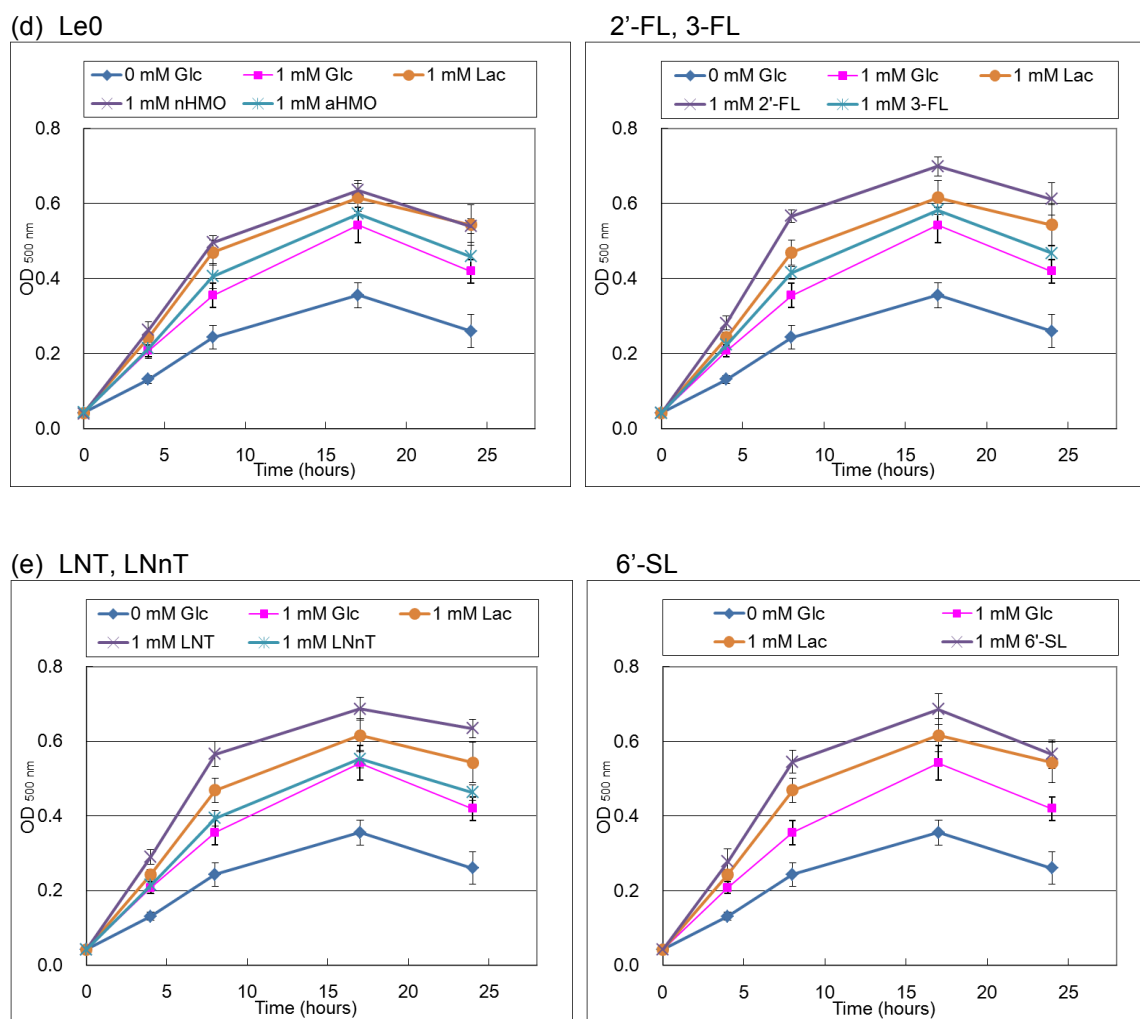 (d) Le0
2'-FL, 3-FL
0 mM Glc 1 mM Glc 1 mM Lac
1 mM nHMO 1 mM aHMO
0.8
0.6
0.4
0.2
0.0
OD 500 nm
0 5 10 15 20 25
Time (hours)
0 mM Glc 1 mM Glc 1 mM Lac
1 mM 2'-FL 1 mM 3-FL
0.8
0.6
0.4
0.2
0.0
OD 500 nm
0 5 10 15 20 25
Time (hours)
(e) LNT, LNnT
6'-SL
0 mM Glc 1 mM Glc 1 mM Lac
1 mM LNT 1 mM LNnT
0.8
0.6
0.4
0.2
0.0
OD 500 nm
0 5 10 15 20 25
Time (hours)
0 mM Glc 1 mM Glc
1 mM Lac 1 mM 6'-SL
0.8
0.6
0.4
0.2
0.0
OD 500 nm
0 5 10 15 20 25
Time (hours)